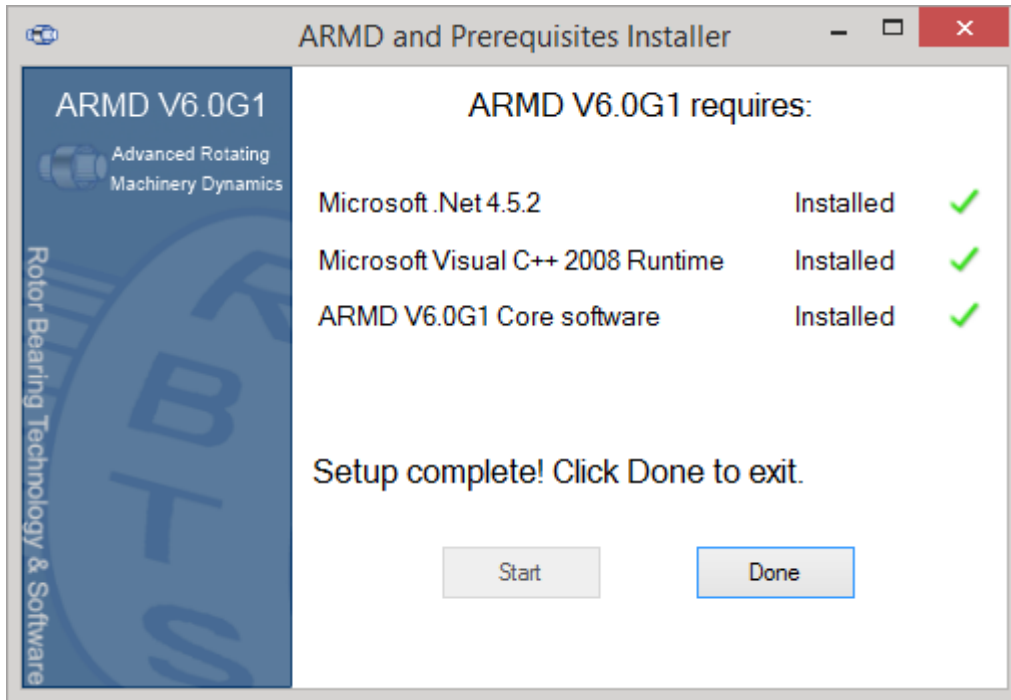 ARMD and Prerequisites Installer
ARMD V6.0G1
Advanced Rotating
Machinery Dynamics
Rotor Bearing Technology & Software
RBTS
ARMD V6.0G1 requires:
Microsoft .Net 4.5.2 Installed
Microsoft Visual C++ 2008 Runtime Installed
ARMD V6.0G1 Core software Installed
Setup complete! Click Done to exit.
Start Done